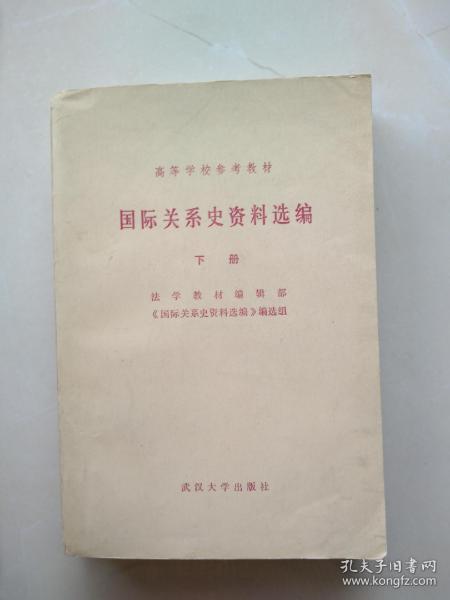 高等学校参考教材
国际关系史资料选编
下册
法学教材编辑部
《国际关系史资料选编》编选组
武汉大学出版社
孔夫子旧书网
www.kongfz.com